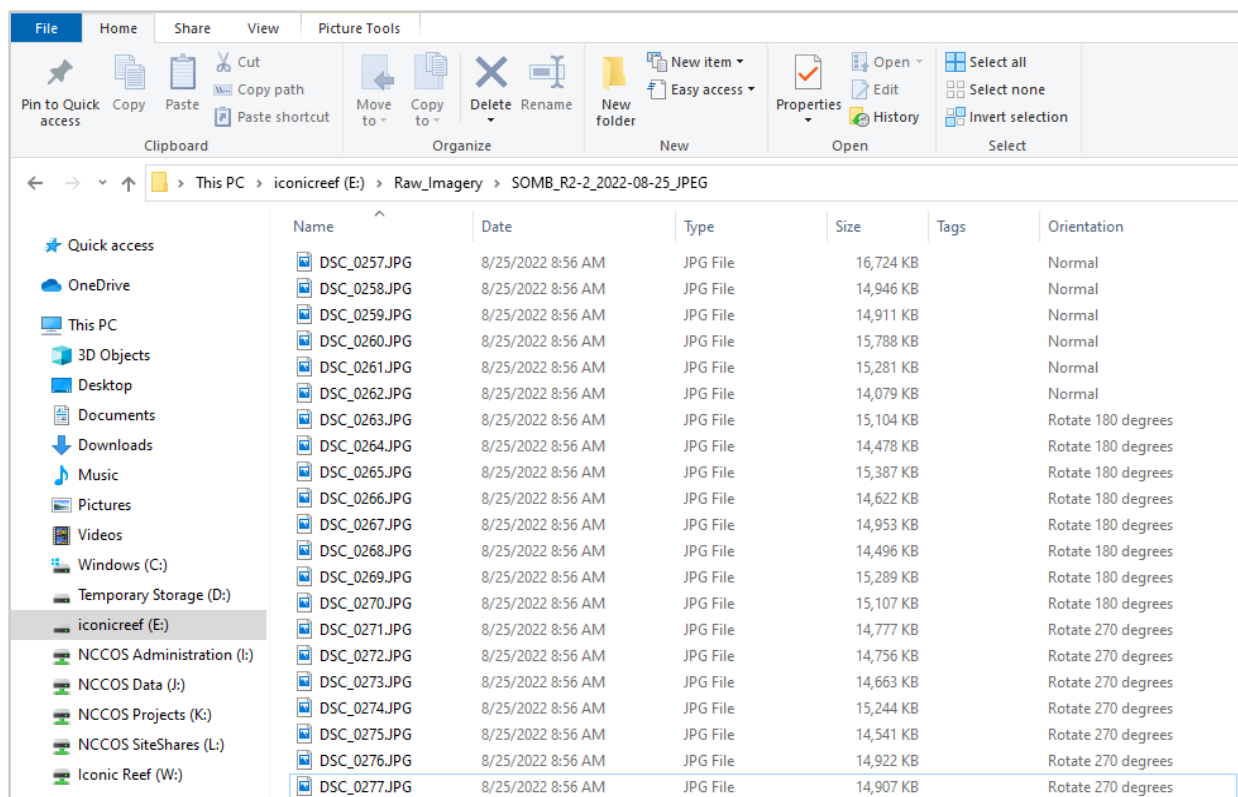 File Home Share View Picture Tools
Pin to Quick access Copy Paste Cut Copy path Paste shortcut Move to Copy to Delete Rename New folder New item Easy access Properties Open Edit History Select all Select none Invert selection
Clipboard Organize New Open Select
This PC > iconicreef (E:) > Raw_Imagery > SOMB_R2-2_2022-08-25_JPEG
Name Date Type Size Tags Orientation
Quick access
OneDrive
This PC
3D Objects
Desktop
Documents
Downloads
Music
Pictures
Videos
Windows (C:)
Temporary Storage (D:)
iconicreef (E:)
NCCOS Administration (I:)
NCCOS Data (J:)
NCCOS Projects (K:)
NCCOS SiteShares (L:)
Iconic Reef (W:)
DSC_0257.JPG 8/25/2022 8:56 AM JPG File 16,724 KB Normal
DSC_0258.JPG 8/25/2022 8:56 AM JPG File 14,946 KB Normal
DSC_0259.JPG 8/25/2022 8:56 AM JPG File 14,911 KB Normal
DSC_0260.JPG 8/25/2022 8:56 AM JPG File 15,788 KB Normal
DSC_0261.JPG 8/25/2022 8:56 AM JPG File 15,281 KB Normal
DSC_0262.JPG 8/25/2022 8:56 AM JPG File 14,079 KB Normal
DSC_0263.JPG 8/25/2022 8:56 AM JPG File 15,104 KB Rotate 180 degrees
DSC_0264.JPG 8/25/2022 8:56 AM JPG File 14,478 KB Rotate 180 degrees
DSC_0265.JPG 8/25/2022 8:56 AM JPG File 15,387 KB Rotate 180 degrees
DSC_0266.JPG 8/25/2022 8:56 AM JPG File 14,622 KB Rotate 180 degrees
DSC_0267.JPG 8/25/2022 8:56 AM JPG File 14,953 KB Rotate 180 degrees
DSC_0268.JPG 8/25/2022 8:56 AM JPG File 14,496 KB Rotate 180 degrees
DSC_0269.JPG 8/25/2022 8:56 AM JPG File 15,289 KB Rotate 180 degrees
DSC_0270.JPG 8/25/2022 8:56 AM JPG File 15,107 KB Rotate 180 degrees
DSC_0271.JPG 8/25/2022 8:56 AM JPG File 14,777 KB Rotate 270 degrees
DSC_0272.JPG 8/25/2022 8:56 AM JPG File 14,756 KB Rotate 270 degrees
DSC_0273.JPG 8/25/2022 8:56 AM JPG File 14,663 KB Rotate 270 degrees
DSC_0274.JPG 8/25/2022 8:56 AM JPG File 15,244 KB Rotate 270 degrees
DSC_0275.JPG 8/25/2022 8:56 AM JPG File 14,541 KB Rotate 270 degrees
DSC_0276.JPG 8/25/2022 8:56 AM JPG File 14,922 KB Rotate 270 degrees
DSC_0277.JPG 8/25/2022 8:56 AM JPG File 14,907 KB Rotate 270 degrees